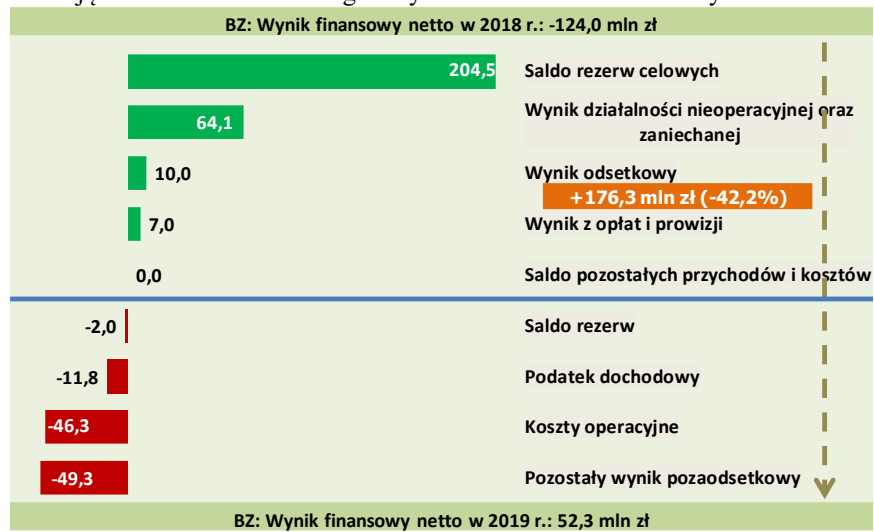 BZ: Wynik finansowy netto w 2018 r.: -124,0 mln zł
204,5 Saldo rezerw celowych
64,1 Wynik działalności nieoperacyjnej oraz
zaniechanej
10,0 Wynik odsetkowy
+176,3 mln zł (-42,2%)
7,0 Wynik z opłat i prowizji
0,0 Saldo pozostałych przychodów i kosztów
-2,0 Saldo rezerw
-11,8 Podatek dochodowy
-46,3 Koszty operacyjne
-49,3 Pozostały wynik pozaodsetkowy
BZ: Wynik finansowy netto w 2019 r.: 52,3 mln zł